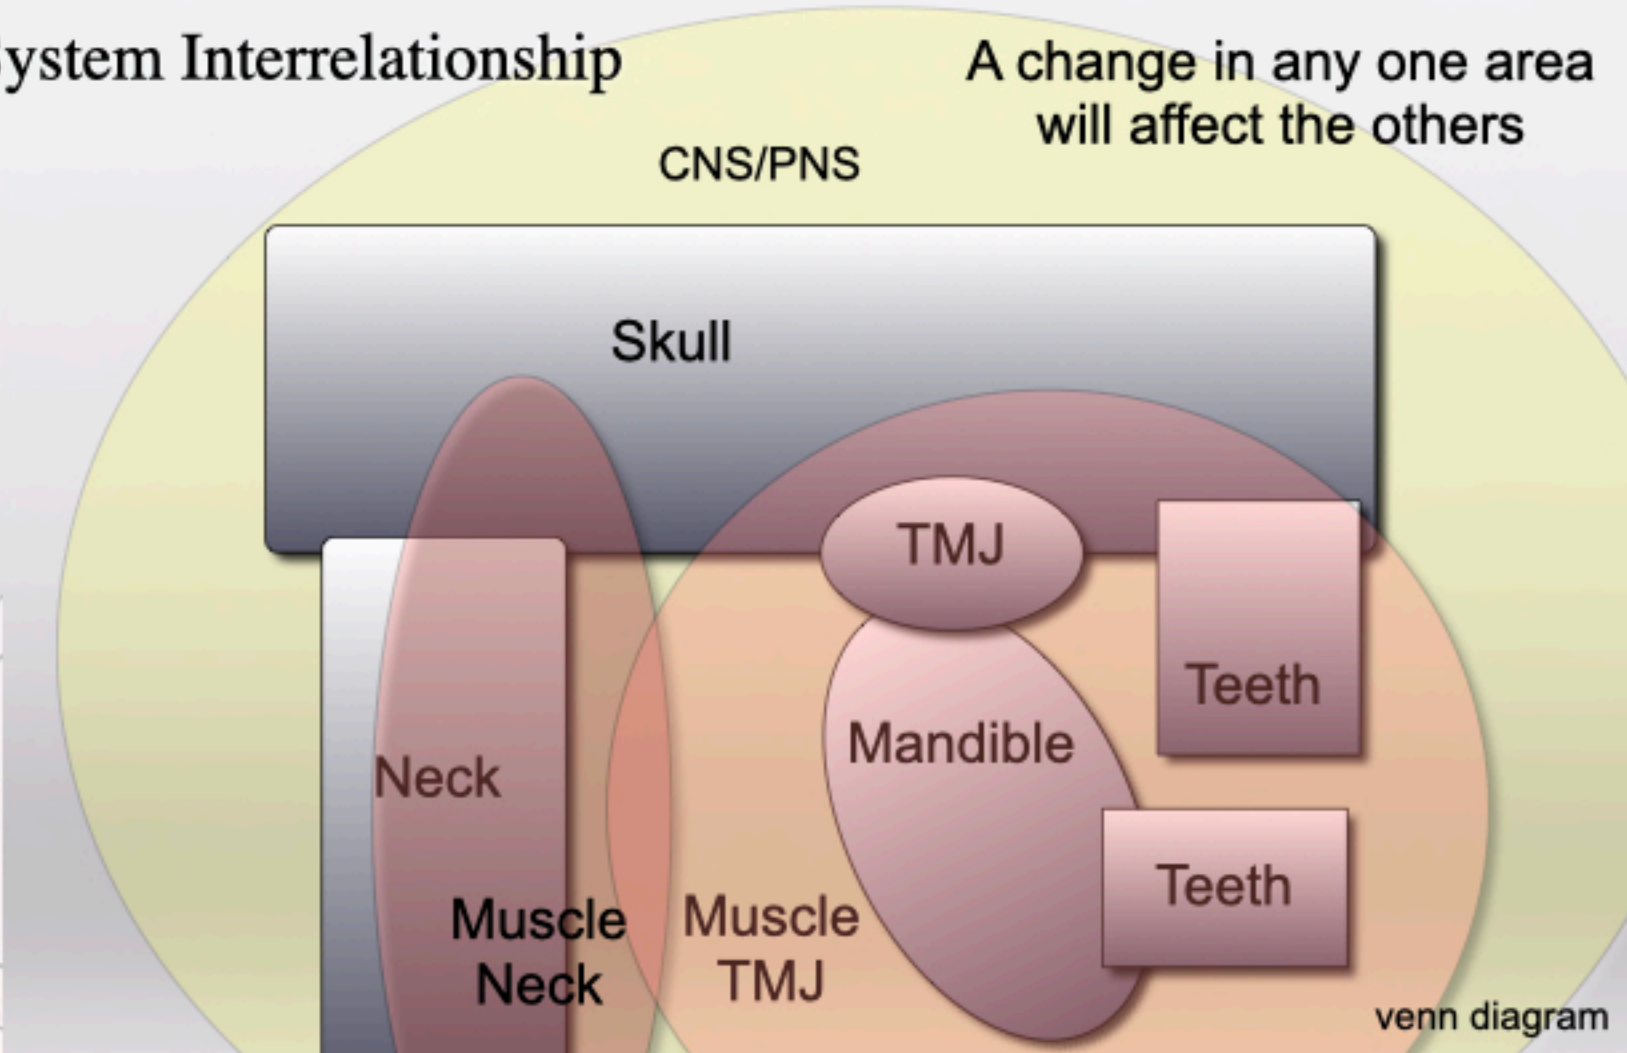 ystem Interrelationship
A change in any one area
will affect the others
CNS/PNS
Skull
TMJ
Teeth
Mandible
Neck
Teeth
Muscle
Neck
Muscle
TMJ
venn diagram